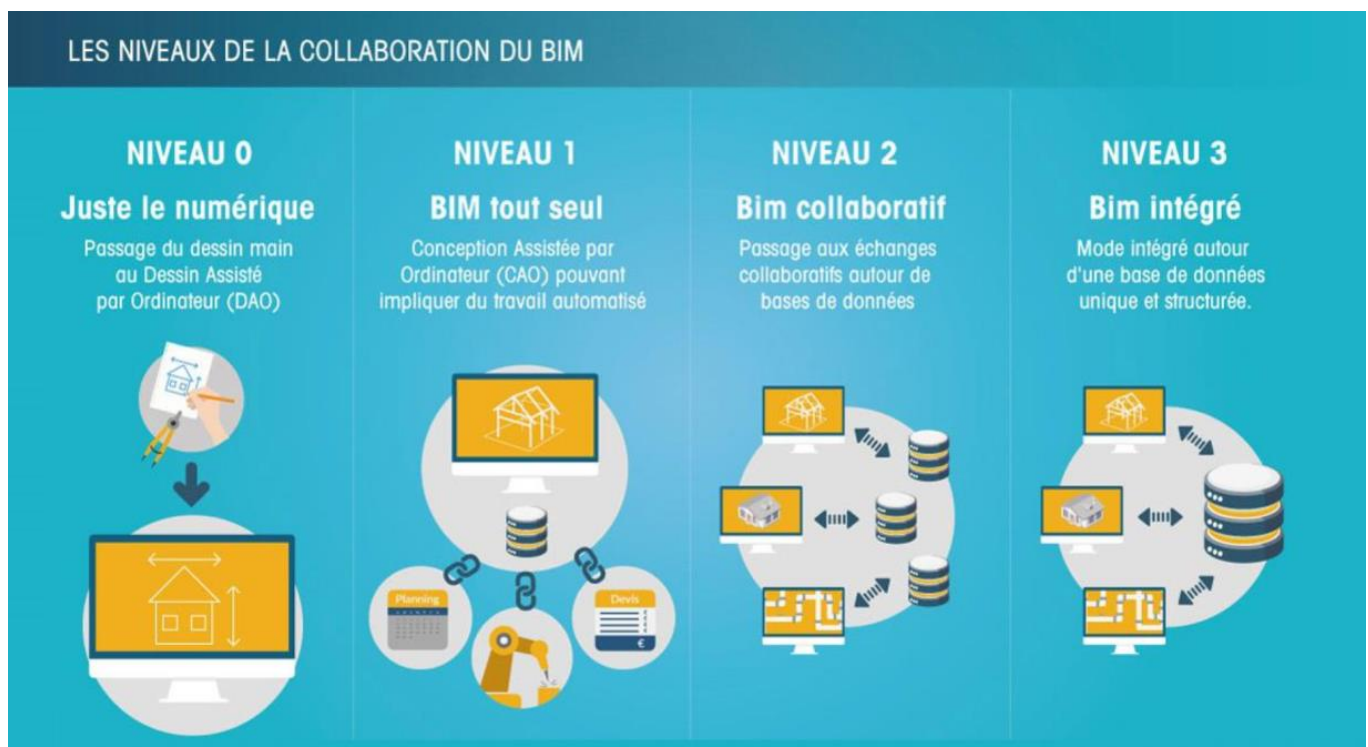 LES NIVEAUX DE LA COLLABORATION DU BIM
NIVEAU 0
Juste le numérique
Passage du dessin main
au Dessin Assisté
par Ordinateur (DAO)
NIVEAU 1
BIM tout seul
Conception Assistée par
Ordinateur (CAO) pouvant
impliquer du travail automatisé
Planning
Devis
€
NIVEAU 2
Bim collaboratif
Passage aux échanges
collaboratifs autour de
bases de données
NIVEAU 3
Bim intégré
Mode intégré autour
d'une base de données
unique et structurée.